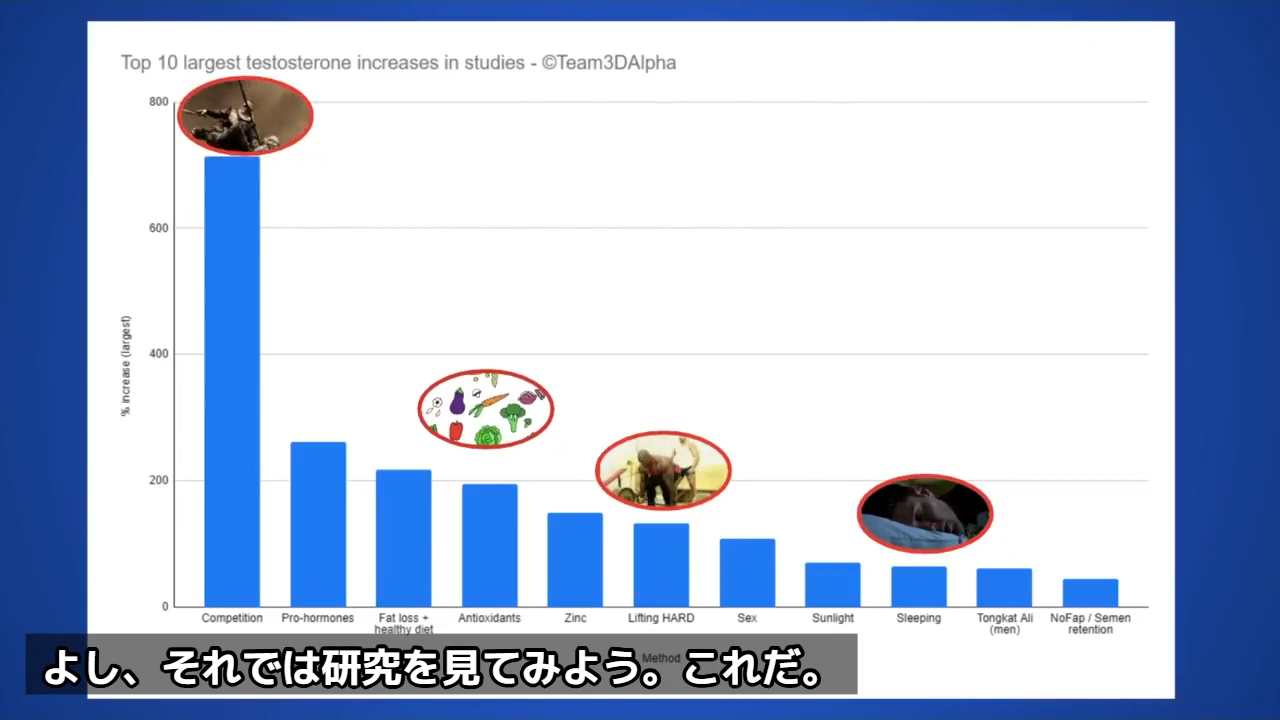 Top 10 largest testosterone increases in studies - ©Team3DAlpha
800
600
400
200
0
% increase (largest)
Competition
Pro-hormones
Fat loss +
healthy diet
Antioxidants
Zinc
Lifting HARD
Sex
Sunlight
Sleeping
Tongkat Ali
(men)
NoFap / Semen
retention
Method
よし、それでは研究を見てみよう。これだ。